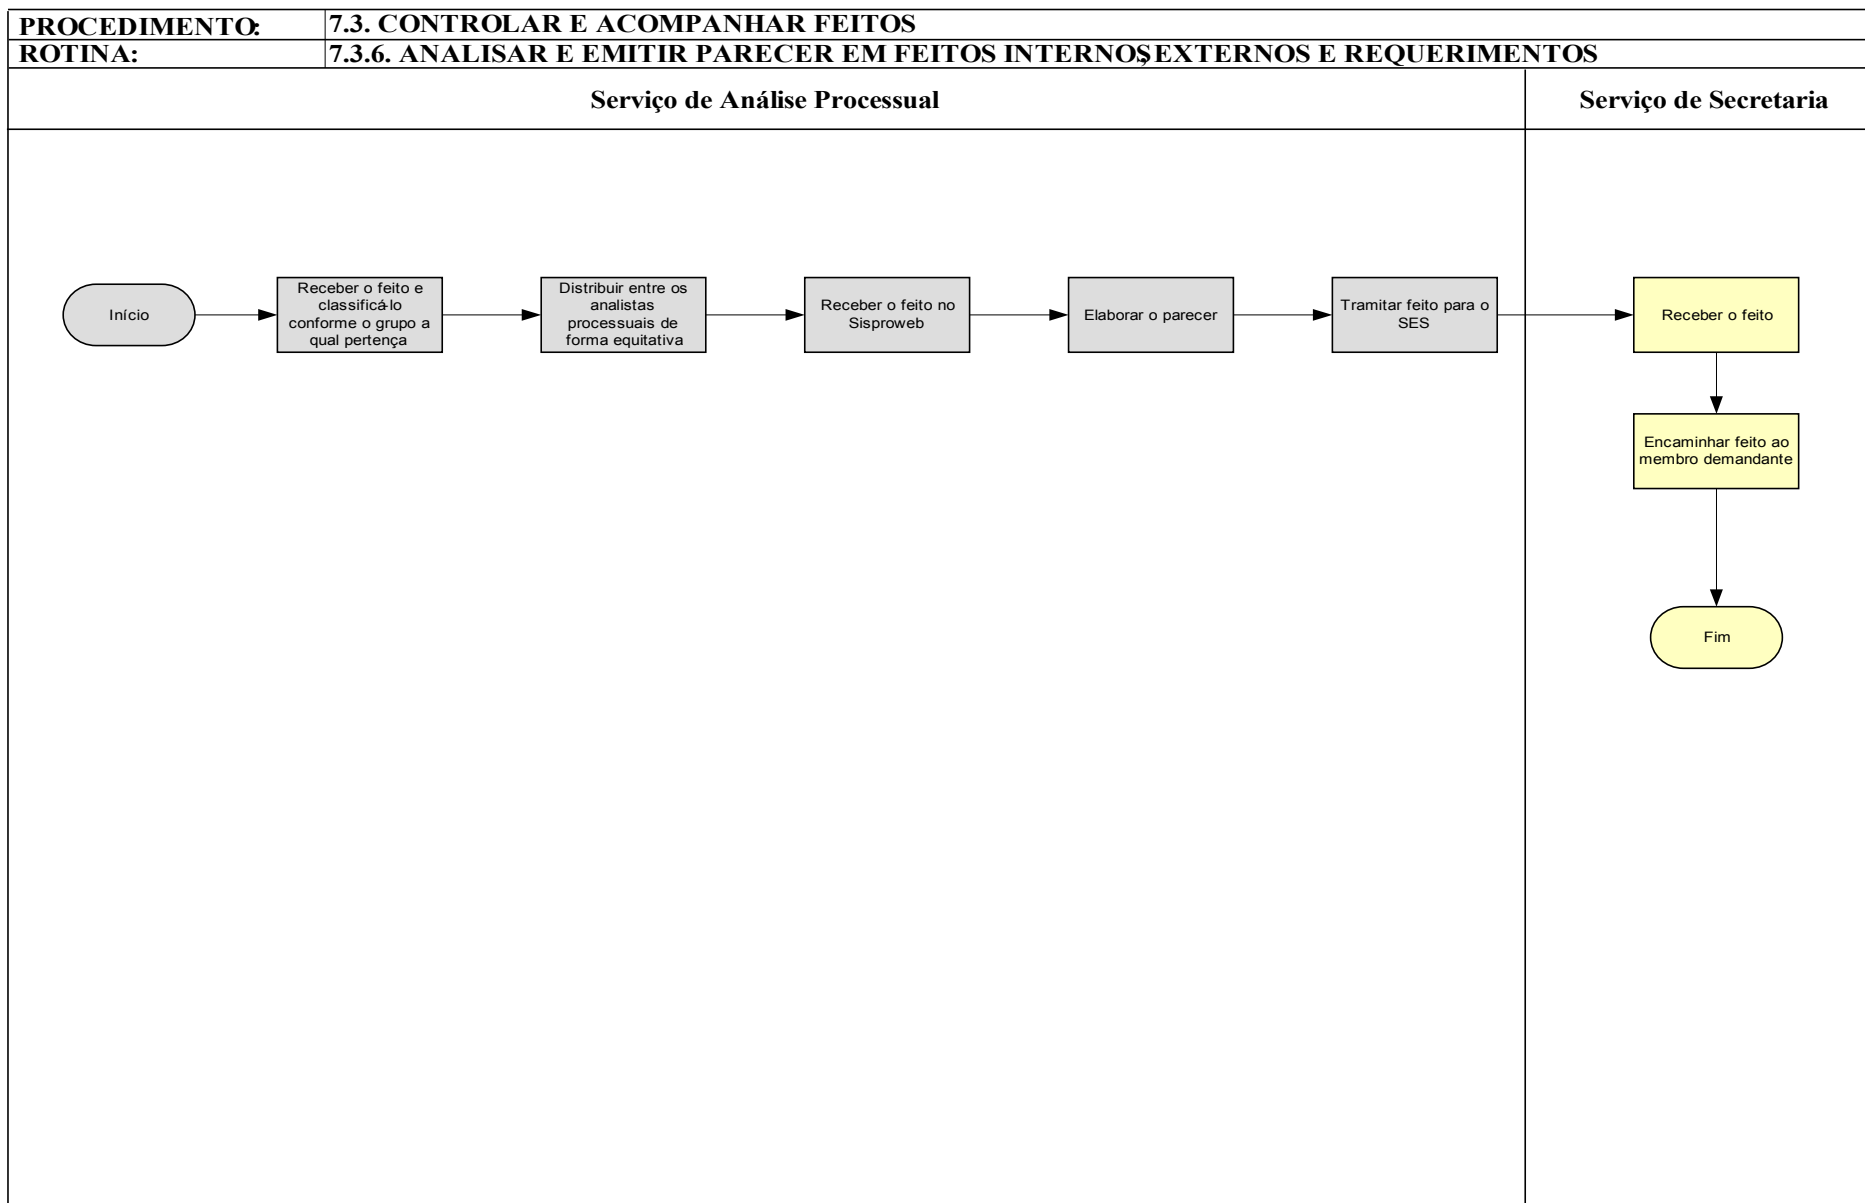 PROCEDIMENTO: 7.3. CONTROLAR E ACOMPANHAR FEITOS
ROTINA: 7.3.6. ANALISAR E EMITIR PARECER EM FEITOS INTERNOS, EXTERNOS E REQUERIMENTOS
Serviço de Análise Processual
Serviço de Secretaria
Início
Receber o feito e
classificá-lo
conforme o grupo a
qual pertença
Distribuir entre os
analistas
processuais de
forma equitativa
Receber o feito no
Sisproweb
Elaborar o parecer
Tramitar feito para o
SES
Receber o feito
Encaminhar feito ao
membro demandante
Fim